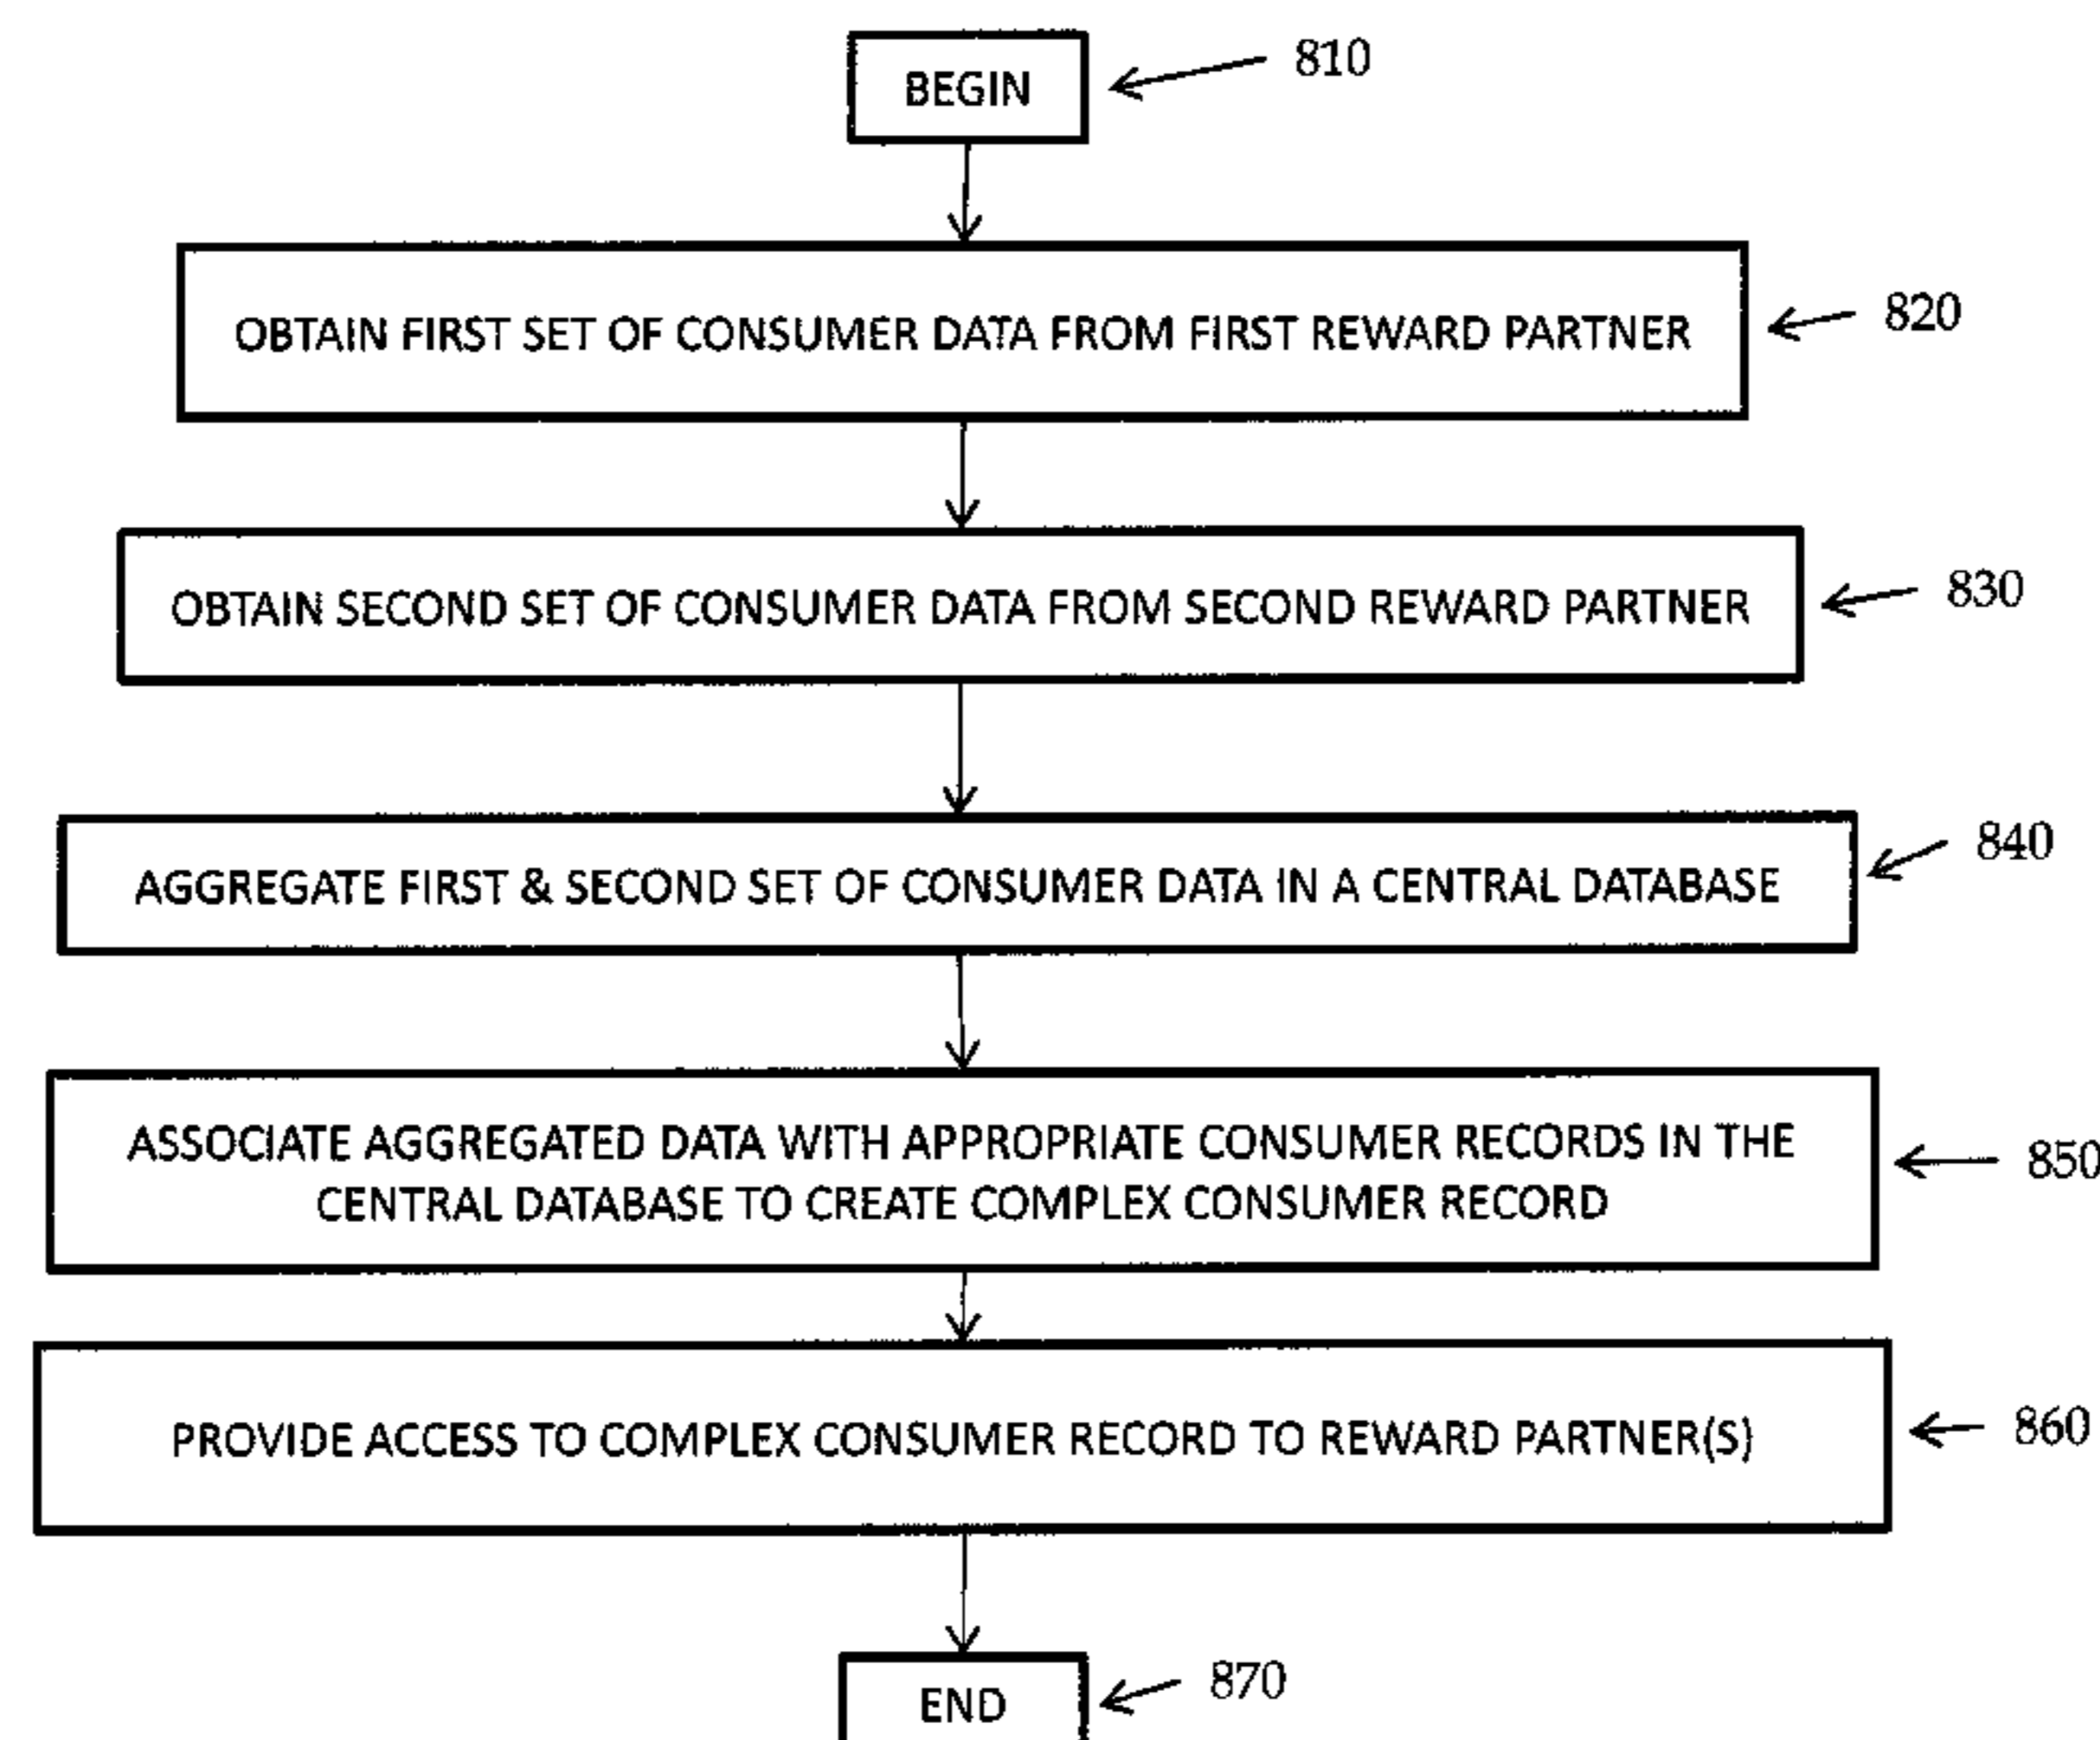 BEGIN
810
OBTAIN FIRST SET OF CONSUMER DATA FROM FIRST REWARD PARTNER
820
OBTAIN SECOND SET OF CONSUMER DATA FROM SECOND REWARD PARTNER
830
AGGREGATE FIRST & SECOND SET OF CONSUMER DATA IN A CENTRAL DATABASE
840
ASSOCIATE AGGREGATED DATA WITH APPROPRIATE CONSUMER RECORDS IN THE
CENTRAL DATABASE TO CREATE COMPLEX CONSUMER RECORD
850
PROVIDE ACCESS TO COMPLEX CONSUMER RECORD TO REWARD PARTNER(S)
860
END
870